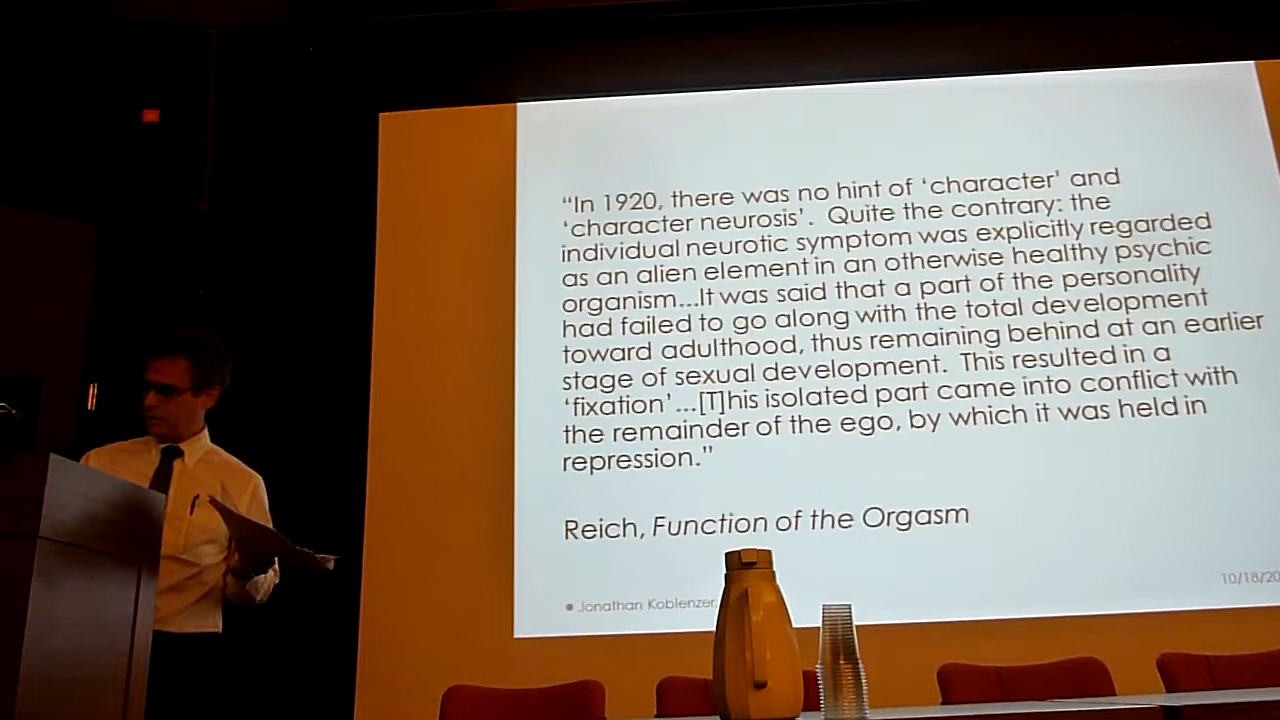 “In 1920, there was no hint of ‘character’ and
‘character neurosis’.  Quite the contrary: the
individual neurotic symptom was explicitly regarded
as an alien element in an otherwise healthy psychic
organism...It was said that a part of the personality
had failed to go along with the total development
toward adulthood, thus remaining behind at an earlier
stage of sexual development.  This resulted in a
‘fixation’...[T]his isolated part came into conflict with
the remainder of the ego, by which it was held in
repression.”
Reich, Function of the Orgasm
10/18/20
• Jonathan Koblenzer,